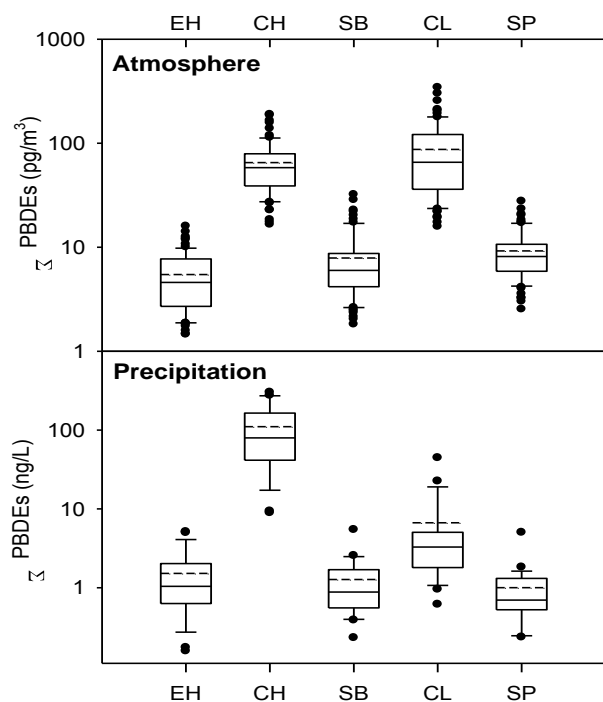 EH CH SB CL SP
1000
Atmosphere
100
10
1
Σ PBDEs (pg/m³)
Precipitation
100
10
1
Σ PBDEs (ng/L)
EH CH SB CL SP